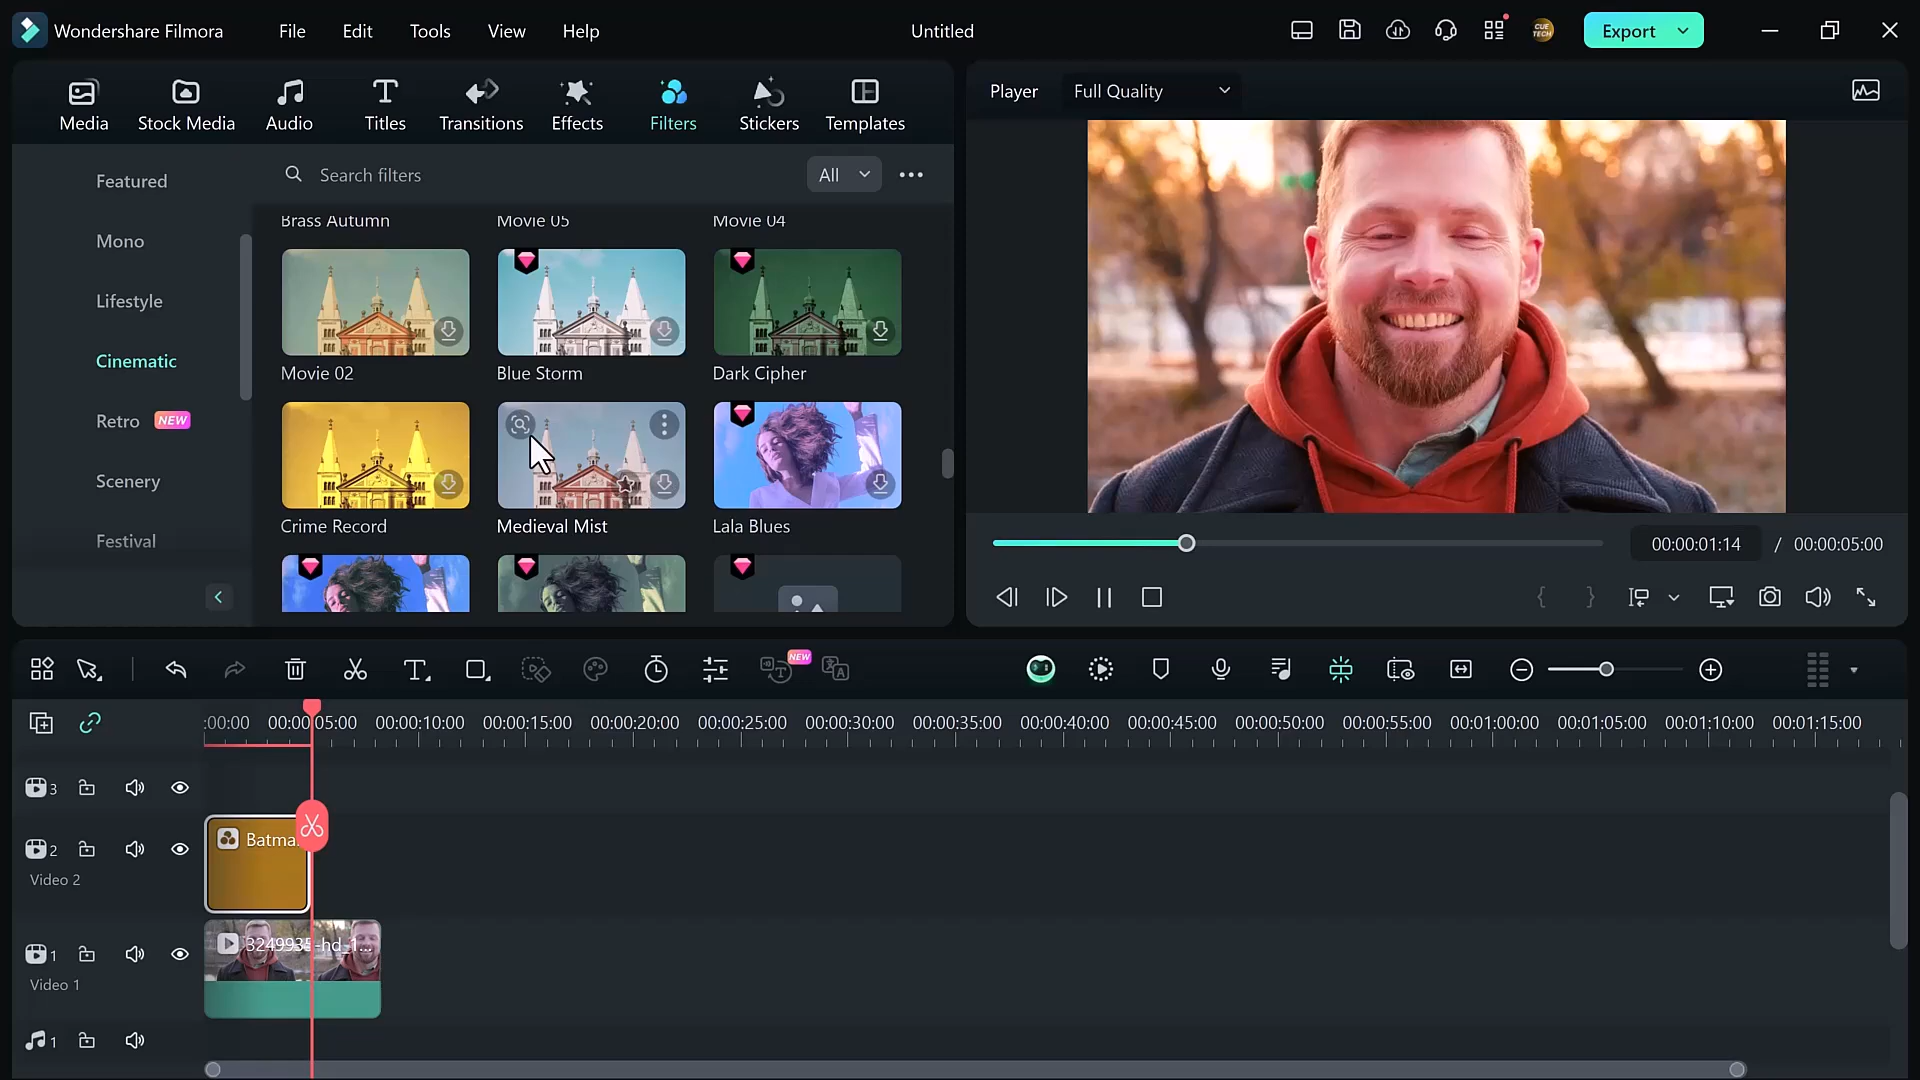 Wondershare Filmora File Edit Tools View Help Untitled CUE TECH Export
Media Stock Media Audio Titles Transitions Effects Filters Stickers Templates
Player Full Quality
Search filters All
Featured
Mono
Lifestyle
Cinematic
Retro NEW
Scenery
Festival
Brass Autumn Movie 05 Movie 04
Movie 02 Blue Storm Dark Cipher
Crime Record Medieval Mist Lala Blues
00:00:01:14 / 00:00:05:00
{ }
NEW
:00:00 00:00:05:00 00:00:10:00 00:00:15:00 00:00:20:00 00:00:25:00 00:00:30:00 00:00:35:00 00:00:40:00 00:00:45:00 00:00:50:00 00:00:55:00 00:01:00:00 00:01:05:00 00:01:10:00 00:01:15:00
3
2 Batma
Video 2
1 3249935-hd_1...
Video 1
1